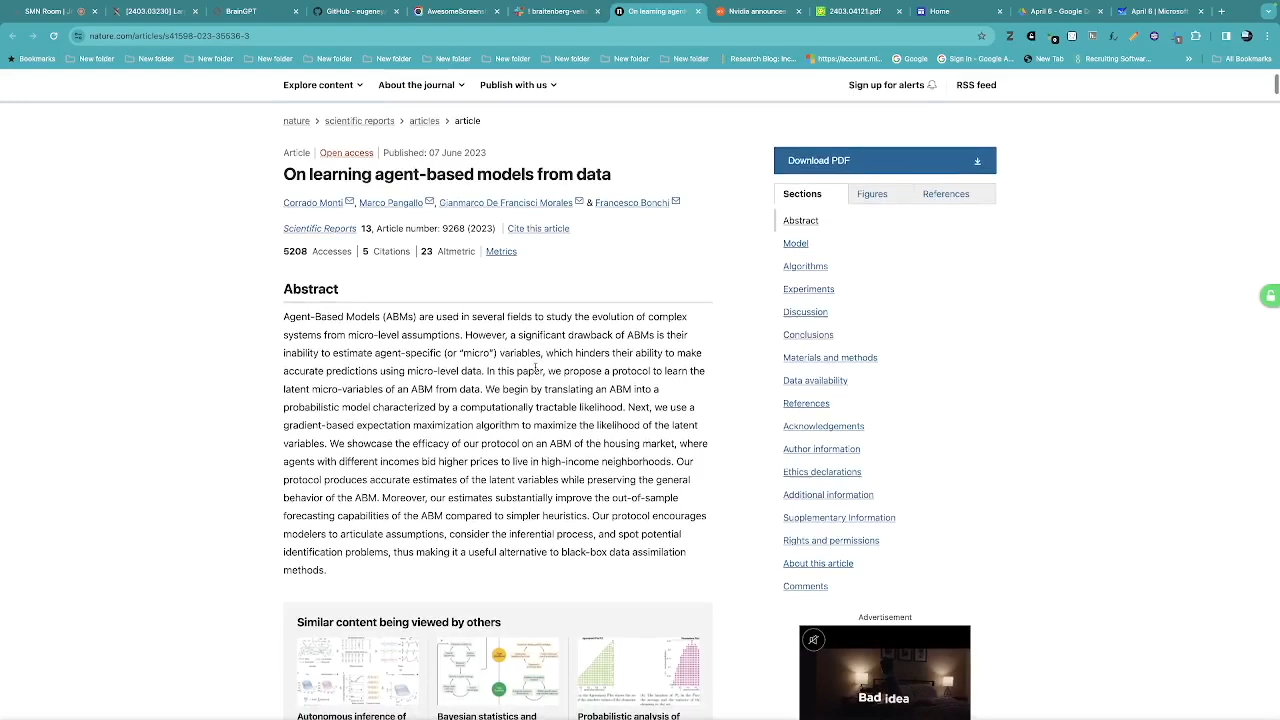 SMN Room |
[2403.03230] La
BrainGPT
GitHub - eugeney
AwesomeScreens
braitenberg-vehi
On learning agent
Nvidia announces
2403.04121.pdf
Home
April 6 - Google D
April 6 | Microsoft
nature.com/articles/s41598-023-35536-3
Bookmarks
New folder
New folder
New folder
New folder
New folder
New folder
New folder
New folder
Research Blog: Inc...
https://account.ml...
Google
Sign in - Google A...
New Tab
Recruiting Softwar...
»
All Bookmarks
Explore content
About the journal
Publish with us
Sign up for alerts
RSS feed
nature > scientific reports > articles > article
Article | Open access | Published: 07 June 2023
On learning agent-based models from data
Corrado Monti, Marco Pangallo, Gianmarco De Francisci Morales & Francesco Bonchi
Scientific Reports 13, Article number: 9268 (2023) | Cite this article
5208 Accesses | 5 Citations | 23 Altmetric | Metrics
Abstract
Agent-Based Models (ABMs) are used in several fields to study the evolution of complex
systems from micro-level assumptions. However, a significant drawback of ABMs is their
inability to estimate agent-specific (or “micro”) variables, which hinders their ability to make
accurate predictions using micro-level data. In this paper, we propose a protocol to learn the
latent micro-variables of an ABM from data. We begin by translating an ABM into a
probabilistic model characterized by a computationally tractable likelihood. Next, we use a
gradient-based expectation maximization algorithm to maximize the likelihood of the latent
variables. We showcase the efficacy of our protocol on an ABM of the housing market, where
agents with different incomes bid higher prices to live in high-income neighborhoods. Our
protocol produces accurate estimates of the latent variables while preserving the general
behavior of the ABM. Moreover, our estimates substantially improve the out-of-sample
forecasting capabilities of the ABM compared to simpler heuristics. Our protocol encourages
modelers to articulate assumptions, consider the inferential process, and spot potential
identification problems, thus making it a useful alternative to black-box data assimilation
methods.
Similar content being viewed by others
Autonomous inference of
Bayesian statistics and
Probabilistic analysis of
Download PDF
Sections
Figures
References
Abstract
Model
Algorithms
Experiments
Discussion
Conclusions
Materials and methods
Data availability
References
Acknowledgements
Author information
Ethics declarations
Additional information
Supplementary Information
Rights and permissions
About this article
Comments
Advertisement
Bad idea